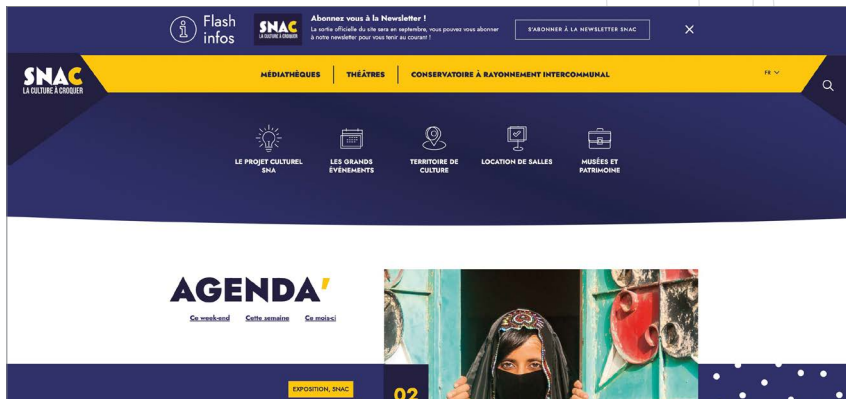 Flash
infos
SNAC
LA CULTURE À CROQUER
Abonnez vous à la Newsletter !
La sortie officielle du site sera en septembre, vous pouvez vous abonner
à notre newsletter pour vous tenir au courant !
S'ABONNER À LA NEWSLETTER SNAC
SNAC
LA CULTURE À CROQUER
MÉDIATHÈQUES
THÉÂTRES
CONSERVATOIRE À RAYONNEMENT INTERCOMMUNAL
FR
LE PROJET CULTUREL
SNA
LES GRANDS
ÉVÉNEMENTS
TERRITOIRE DE
CULTURE
LOCATION DE SALLES
MUSÉES ET
PATRIMOINE
AGENDA'
Ce week-end
Cette semaine
Ce mois-ci
EXPOSITION, SNAC
02